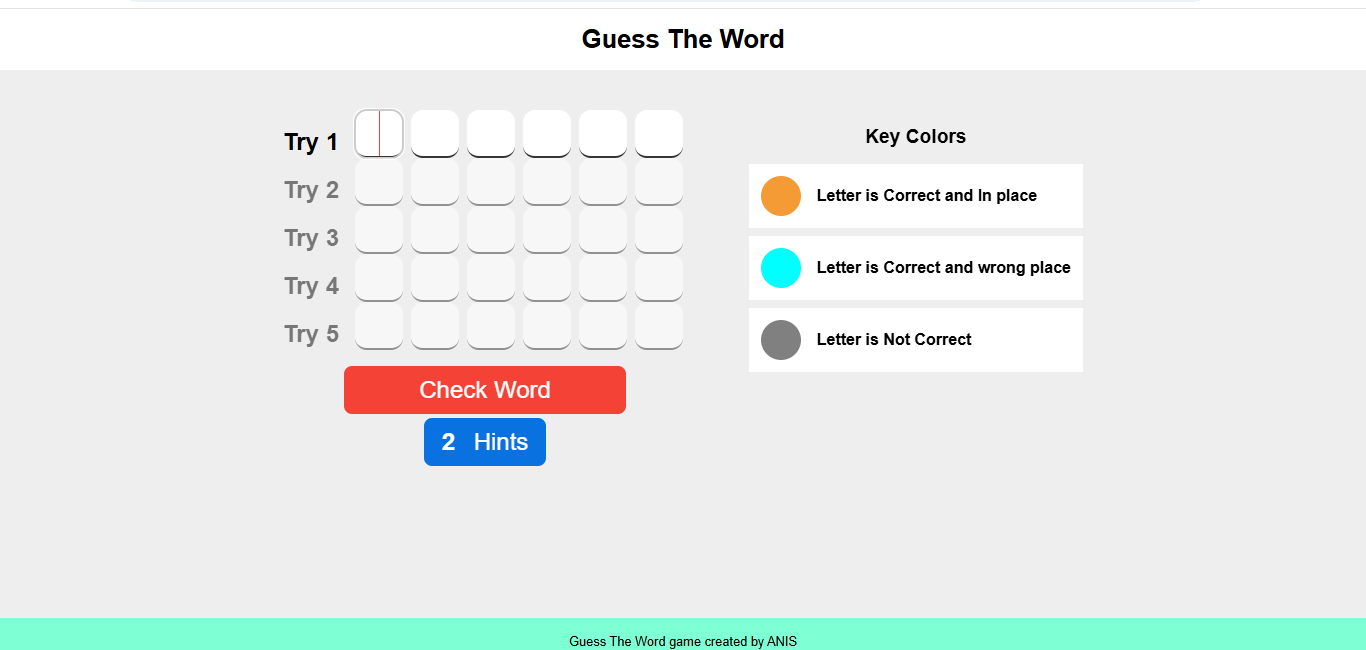 Guess The Word
Try 1
Try 2
Try 3
Try 4
Try 5
Check Word
2 Hints
Key Colors
Letter is Correct and In place
Letter is Correct and wrong place
Letter is Not Correct
Guess The Word game created by ANIS